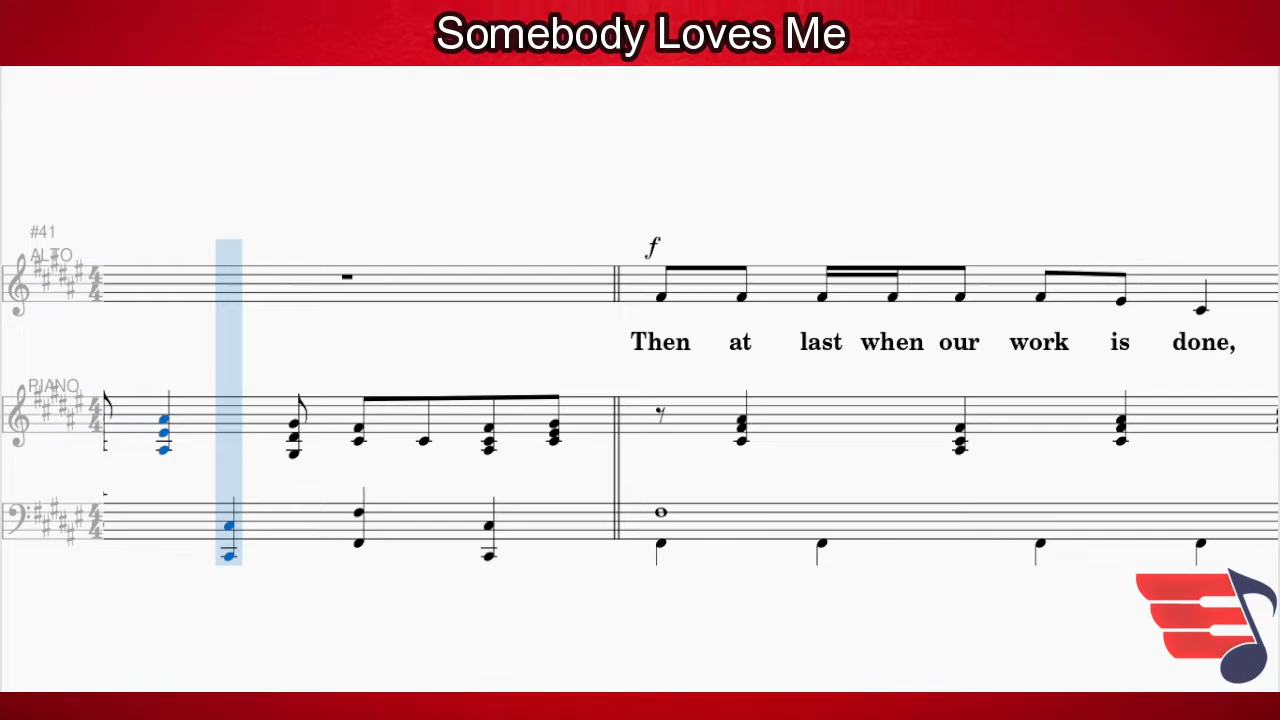 Somebody Loves Me
#41
ALTO
f
Then at last when our work is done,
PIANO